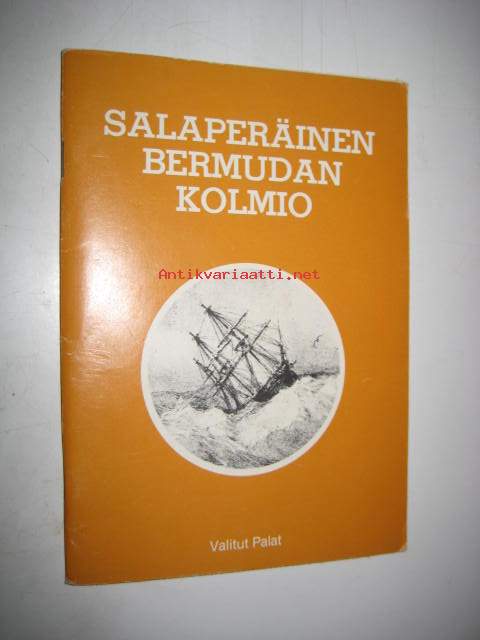 SALAPERÄINEN
BERMUDAN
KOLMIO
Antikvariaatti.net
Valitut Palat